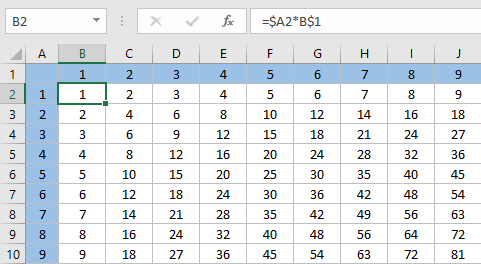 B2 fx =$A2*B$1
A B C D E F G H I J
1 1 2 3 4 5 6 7 8 9
2 1 1 2 3 4 5 6 7 8 9
3 2 2 4 6 8 10 12 14 16 18
4 3 3 6 9 12 15 18 21 24 27
5 4 4 8 12 16 20 24 28 32 36
6 5 5 10 15 20 25 30 35 40 45
7 6 6 12 18 24 30 36 42 48 54
8 7 7 14 21 28 35 42 49 56 63
9 8 8 16 24 32 40 48 56 64 72
10 9 9 18 27 36 45 54 63 72 81